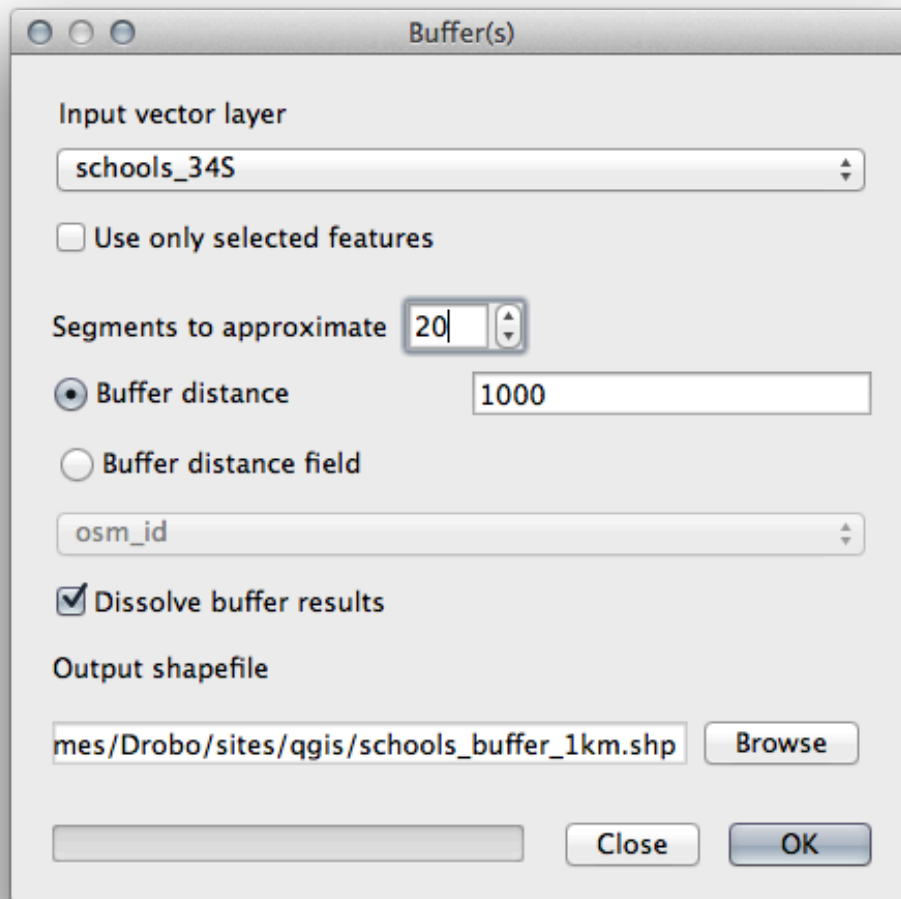 Buffer(s)
Input vector layer
schools_34S
Use only selected features
Segments to approximate 20
Buffer distance 1000
Buffer distance field
osm_id
Dissolve buffer results
Output shapefile
mes/Drobo/sites/qgis/schools_buffer_1km.shp Browse
Close OK